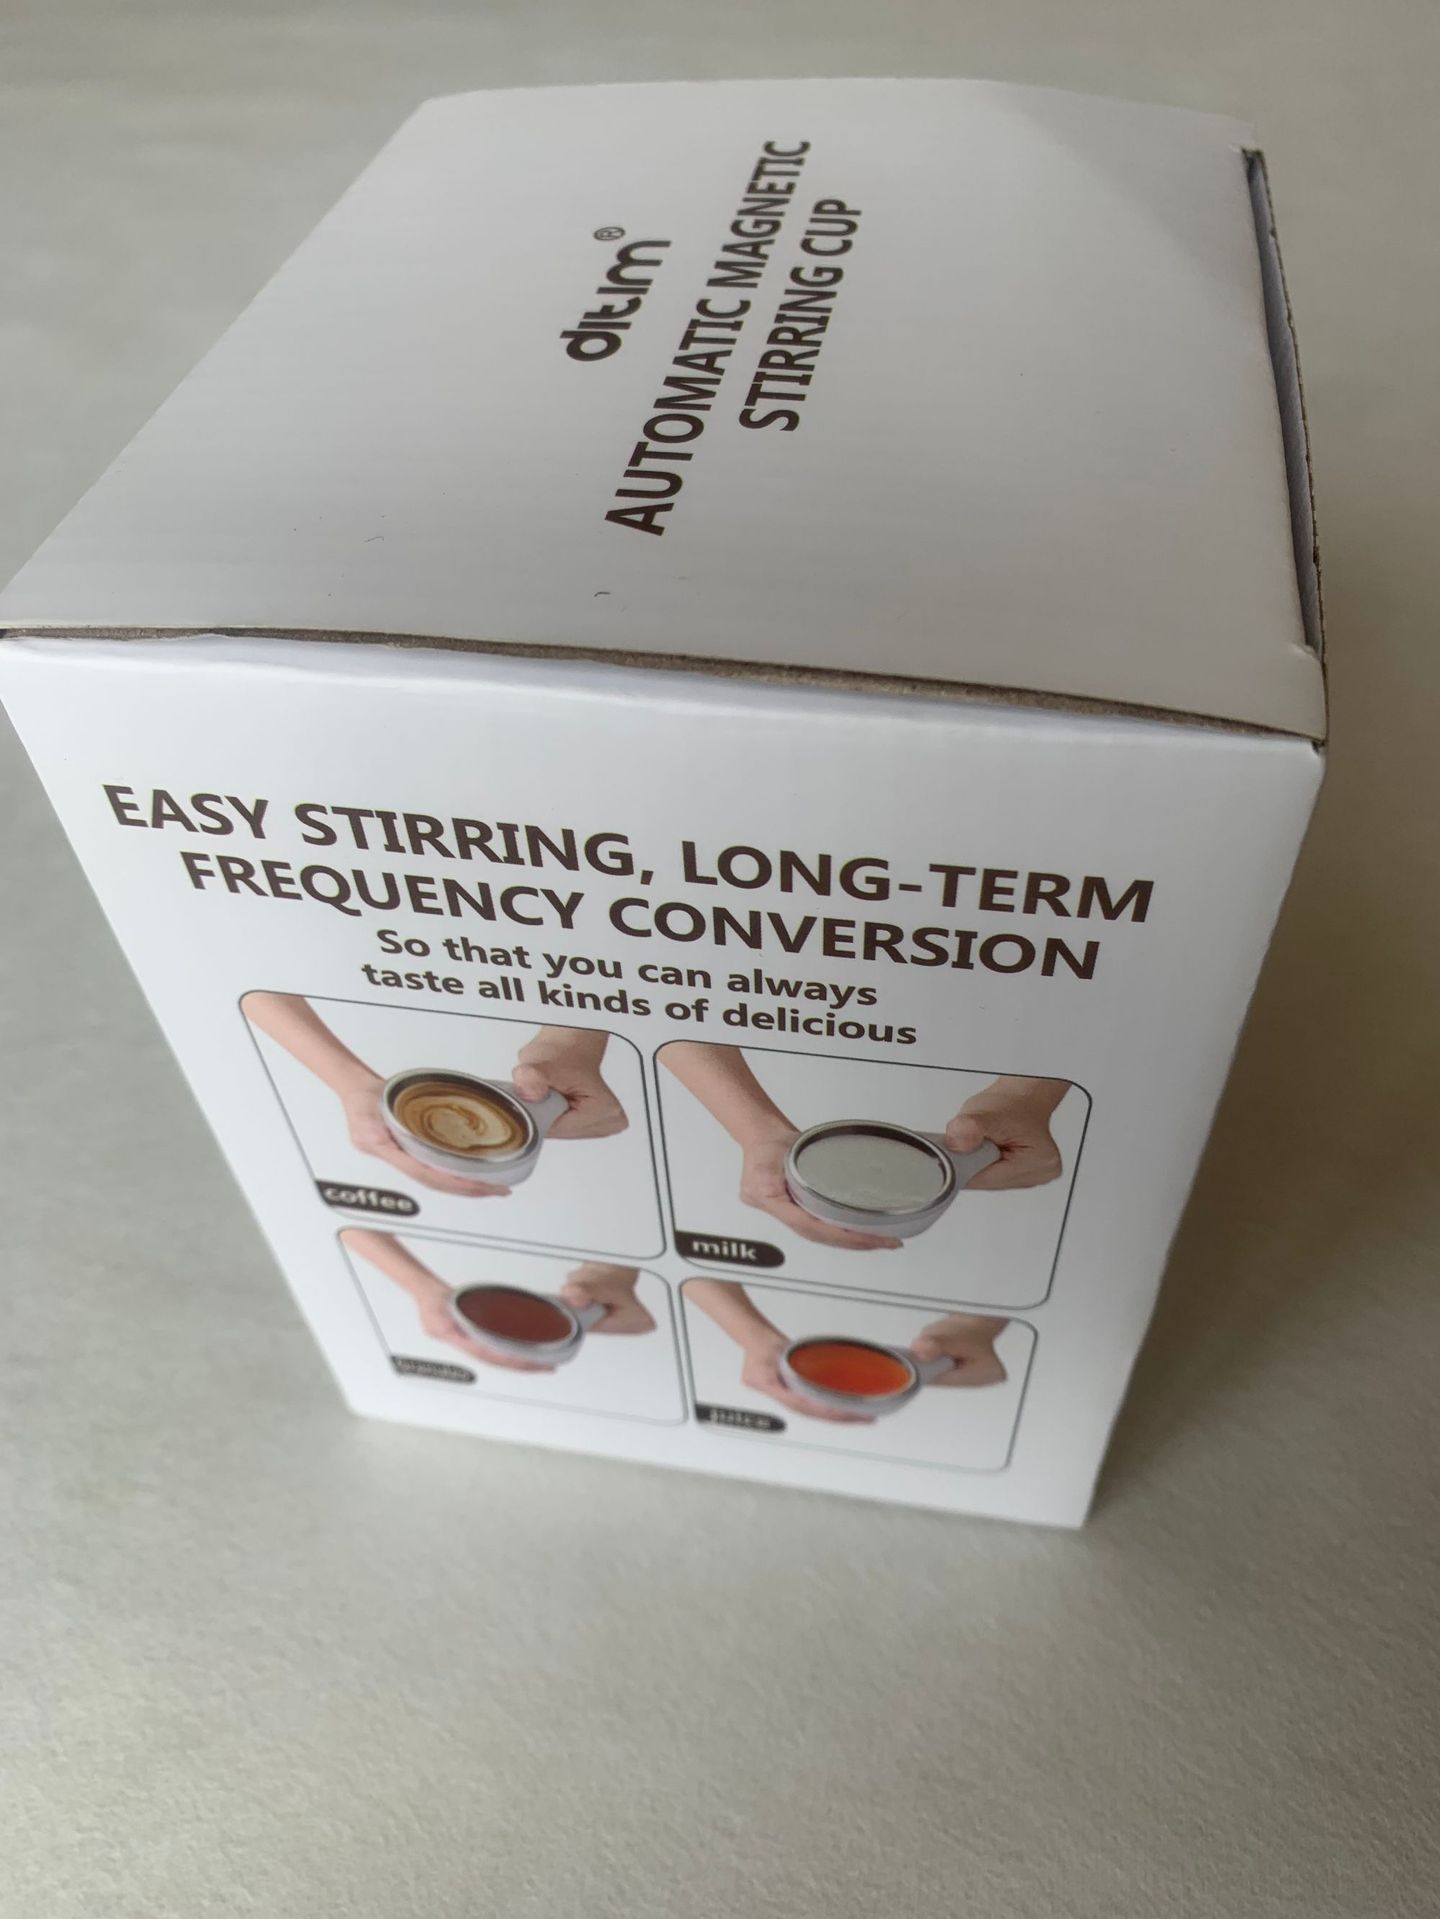 ditim®
AUTOMATIC MAGNETIC
STIRRING CUP
EASY STIRRING, LONG-TERM
FREQUENCY CONVERSION
So that you can always
taste all kinds of delicious
coffee
milk
juice